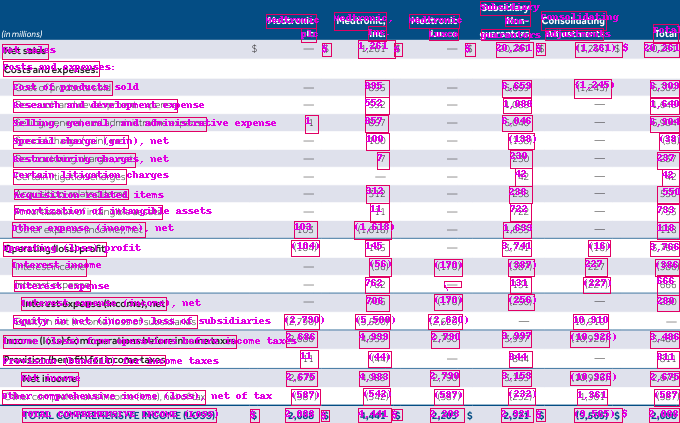 Subsidiary
Medtronic Medtronic, Medtronic Non- Consolidating
(in millions) plc Inc. Luxco guarantors Adjustments Total
Net sales $ — $ 1,261 $ — $ 20,261 $ (1,261) $ 20,261
Costs and expenses:
Cost of products sold — 895 — 6,659 (1,245) 6,909
Research and development expense — 552 — 1,088 — 1,640
Selling, general, and administrative expense 1 857 — 6,046 — 6,904
Special charge (gain), net — 100 — (138) — (38)
Restructuring charges, net — 7 — 230 — 237
Certain litigation charges — — — 42 — 42
Acquisition related items — 312 — 238 — 550
Amortization of intangible assets — 11 — 722 — 733
Other expense (income), net 103 (1,618) — 1,633 — 118
Operating (loss) profit (104) 145 — 3,741 (16) 3,766
Interest income — (56) (170) (387) 227 (386)
Interest expense — 762 — 131 (227) 666
Interest expense (income), net — 706 (170) (256) — 280
Equity in net (income) loss of subsidiaries (2,790) (5,500) (2,620) — 10,910 —
Income (loss) from operations before income taxes 2,686 4,939 2,790 3,997 (10,926) 3,486
Provision (benefit) for income taxes 11 (44) — 844 — 811
Net income 2,675 4,983 2,790 3,153 (10,926) 2,675
Other comprehensive income (loss), net of tax (587) (542) (587) (232) 1,361 (587)
TOTAL COMPREHENSIVE INCOME (LOSS) $ 2,088 $ 4,441 $ 2,203 $ 2,921 $ (9,565) $ 2,088